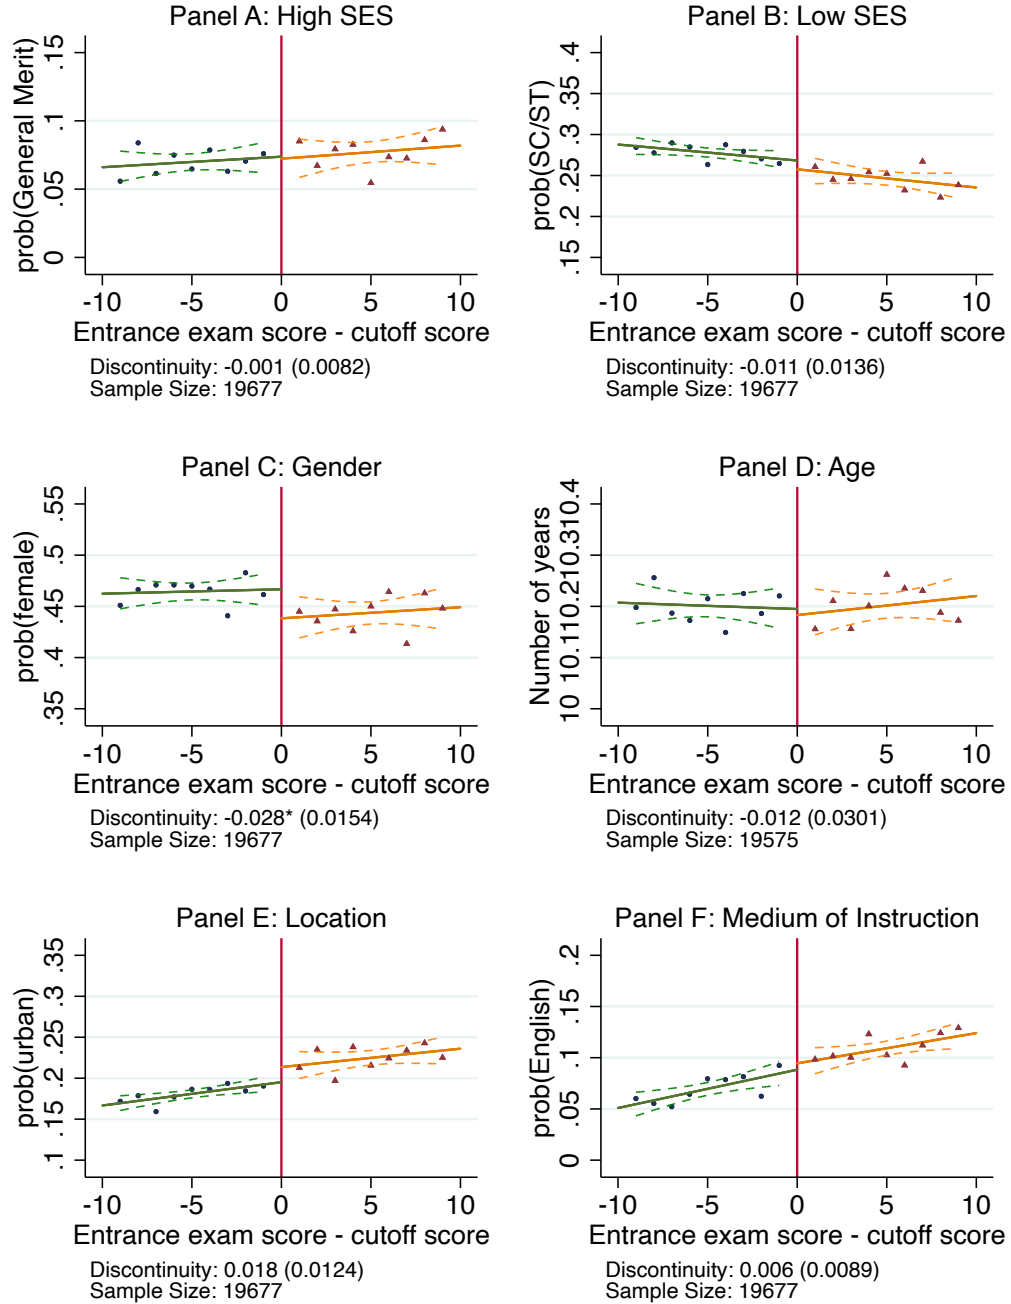 Panel A: High SES
prob(General Merit)
0 .05 .1 .15
-10 -5 0 5 10
Entrance exam score - cutoff score
Discontinuity: -0.001 (0.0082)
Sample Size: 19677
Panel B: Low SES
prob(SC/ST)
.15 .2 .25 .3 .35 .4
-10 -5 0 5 10
Entrance exam score - cutoff score
Discontinuity: -0.011 (0.0136)
Sample Size: 19677
Panel C: Gender
prob(female)
.35 .4 .45 .5 .55
-10 -5 0 5 10
Entrance exam score - cutoff score
Discontinuity: -0.028* (0.0154)
Sample Size: 19677
Panel D: Age
Number of years
10 10.1 10.2 10.3 10.4
-10 -5 0 5 10
Entrance exam score - cutoff score
Discontinuity: -0.012 (0.0301)
Sample Size: 19575
Panel E: Location
prob(urban)
.1 .15 .2 .25 .3 .35
-10 -5 0 5 10
Entrance exam score - cutoff score
Discontinuity: 0.018 (0.0124)
Sample Size: 19677
Panel F: Medium of Instruction
prob(English)
0 .05 .1 .15 .2
-10 -5 0 5 10
Entrance exam score - cutoff score
Discontinuity: 0.006 (0.0089)
Sample Size: 19677